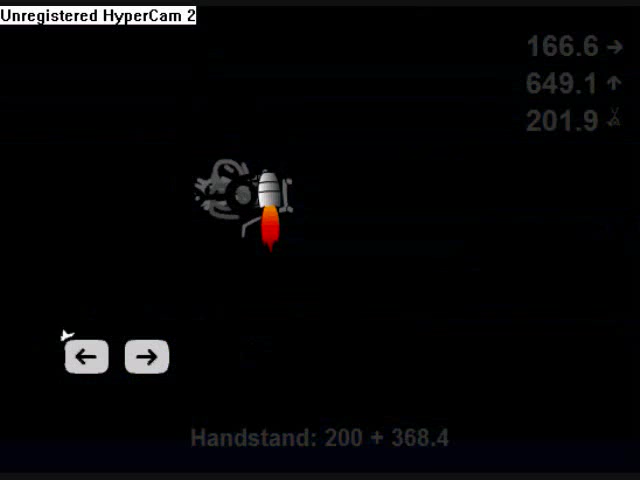 Unregistered HyperCam 2
166.6 →
649.1 ↑
201.9
← →
Handstand: 200 + 368.4